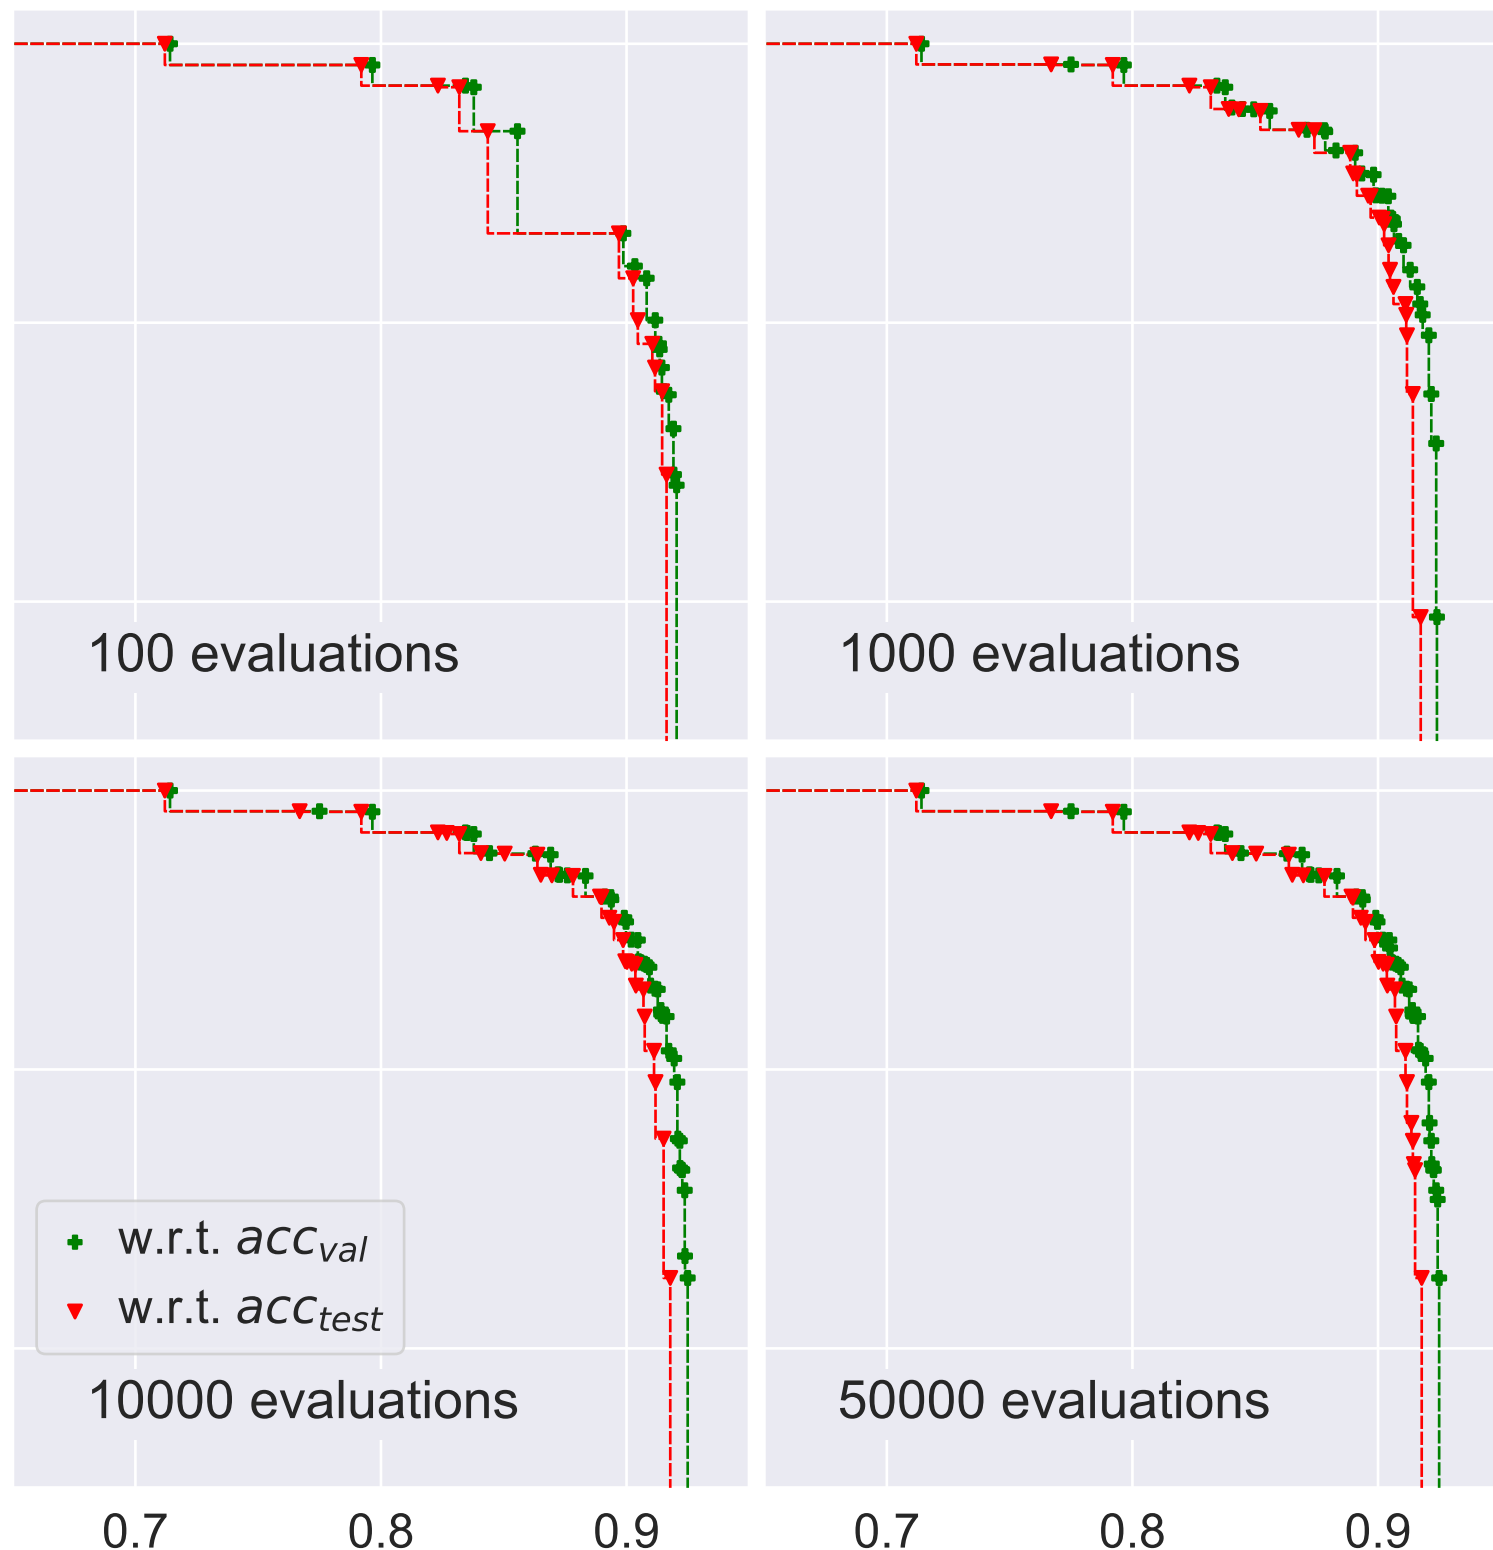 100 evaluations
1000 evaluations
w.r.t. acc_val
w.r.t. acc_test
10000 evaluations
50000 evaluations
0.7 0.8 0.9
0.7 0.8 0.9